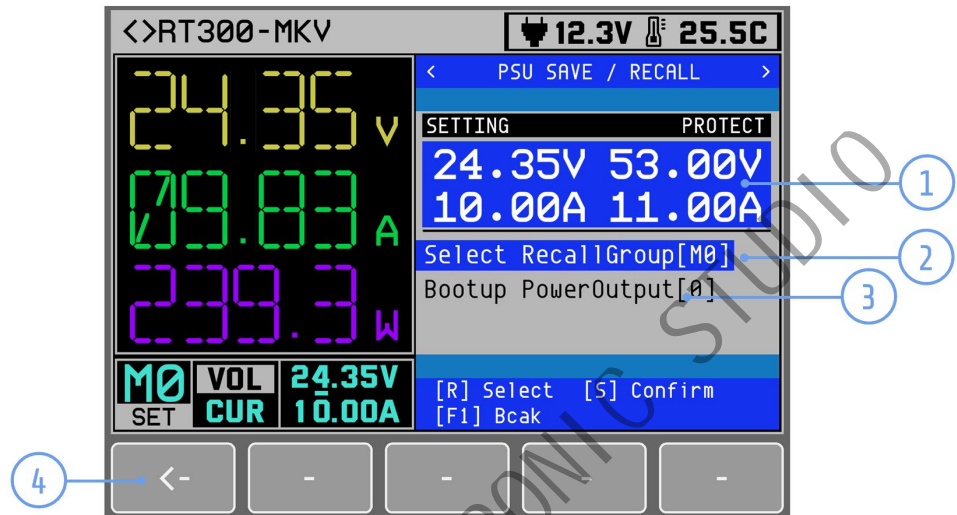 <>RT300-MKV
12.3V 25.5C
24.35 V
09.83 A
239.3 W
M0 SET
VOL 24.35V
CUR 10.00A
< PSU SAVE / RECALL >
SETTING PROTECT
24.35V 53.00V
10.00A 11.00A
Select RecallGroup[M0]
Bootup PowerOutput[0]
[R] Select [S] Confirm
[F1] Bcak
<- - - - -
1
2
3
4
RONIC STUDIO